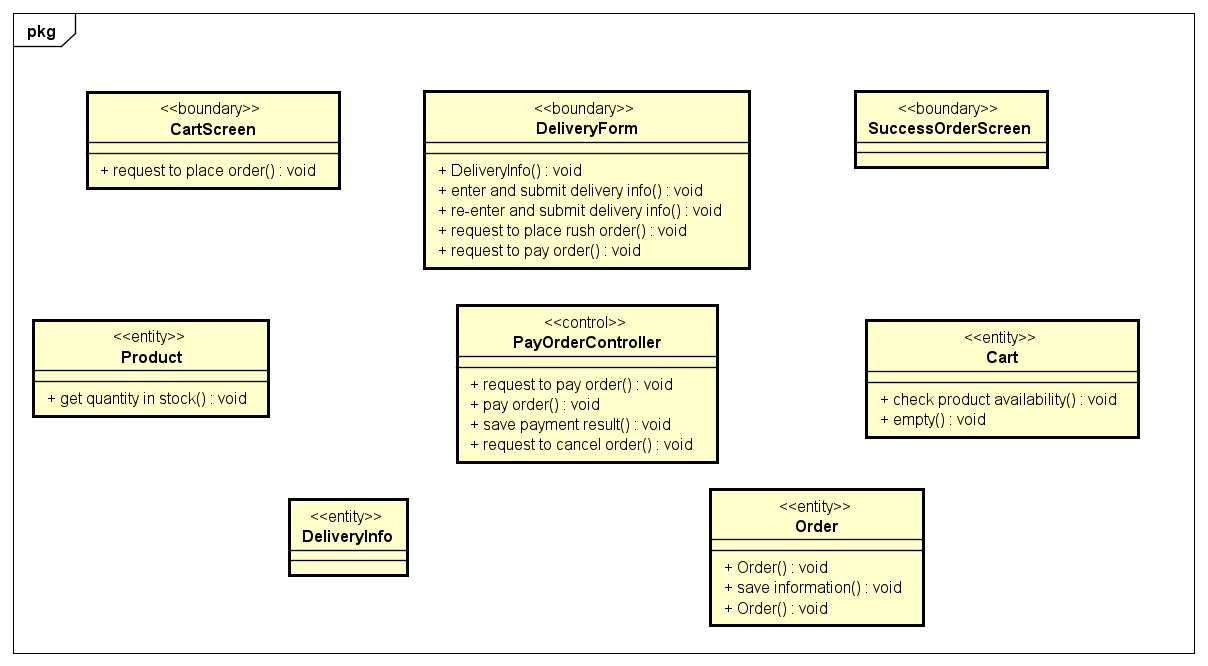 pkg
<<boundary>>
CartScreen
+ request to place order() : void
<<boundary>>
DeliveryForm
+ DeliveryInfo() : void
+ enter and submit delivery info() : void
+ re-enter and submit delivery info() : void
+ request to place rush order() : void
+ request to pay order() : void
<<boundary>>
SuccessOrderScreen
<<entity>>
Product
+ get quantity in stock() : void
<<control>>
PayOrderController
+ request to pay order() : void
+ pay order() : void
+ save payment result() : void
+ request to cancel order() : void
<<entity>>
Cart
+ check product availability() : void
+ empty() : void
<<entity>>
DeliveryInfo
<<entity>>
Order
+ Order() : void
+ save information() : void
+ Order() : void